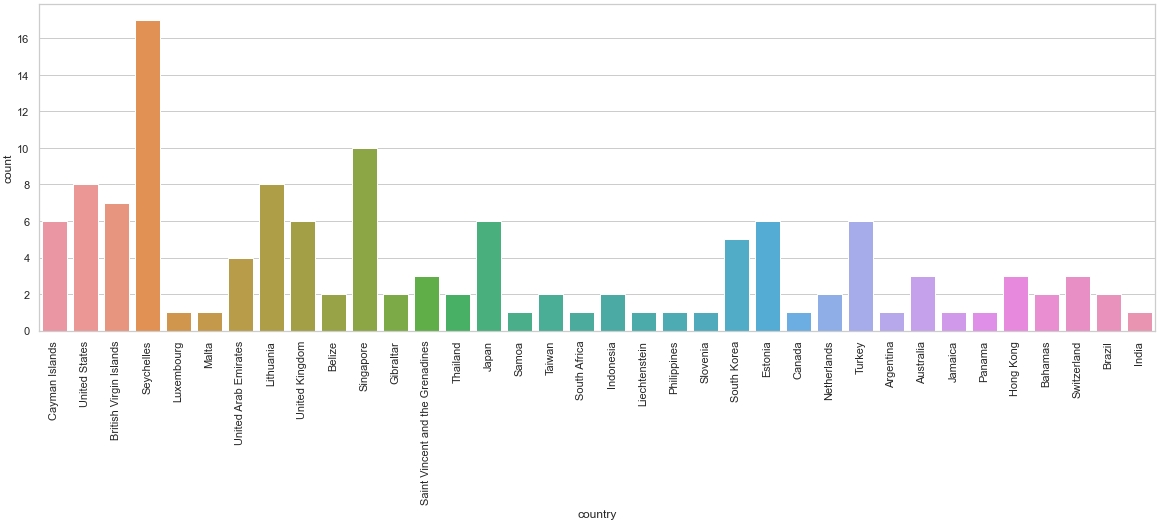 16
14
12
10
8
6
4
2
0
count
Cayman Islands
United States
British Virgin Islands
Seychelles
Luxembourg
Malta
United Arab Emirates
Lithuania
United Kingdom
Belize
Singapore
Gibraltar
Saint Vincent and the Grenadines
Thailand
Japan
Samoa
Taiwan
South Africa
Indonesia
Liechtenstein
Philippines
Slovenia
South Korea
Estonia
Canada
Netherlands
Turkey
Argentina
Australia
Jamaica
Panama
Hong Kong
Bahamas
Switzerland
Brazil
India
country